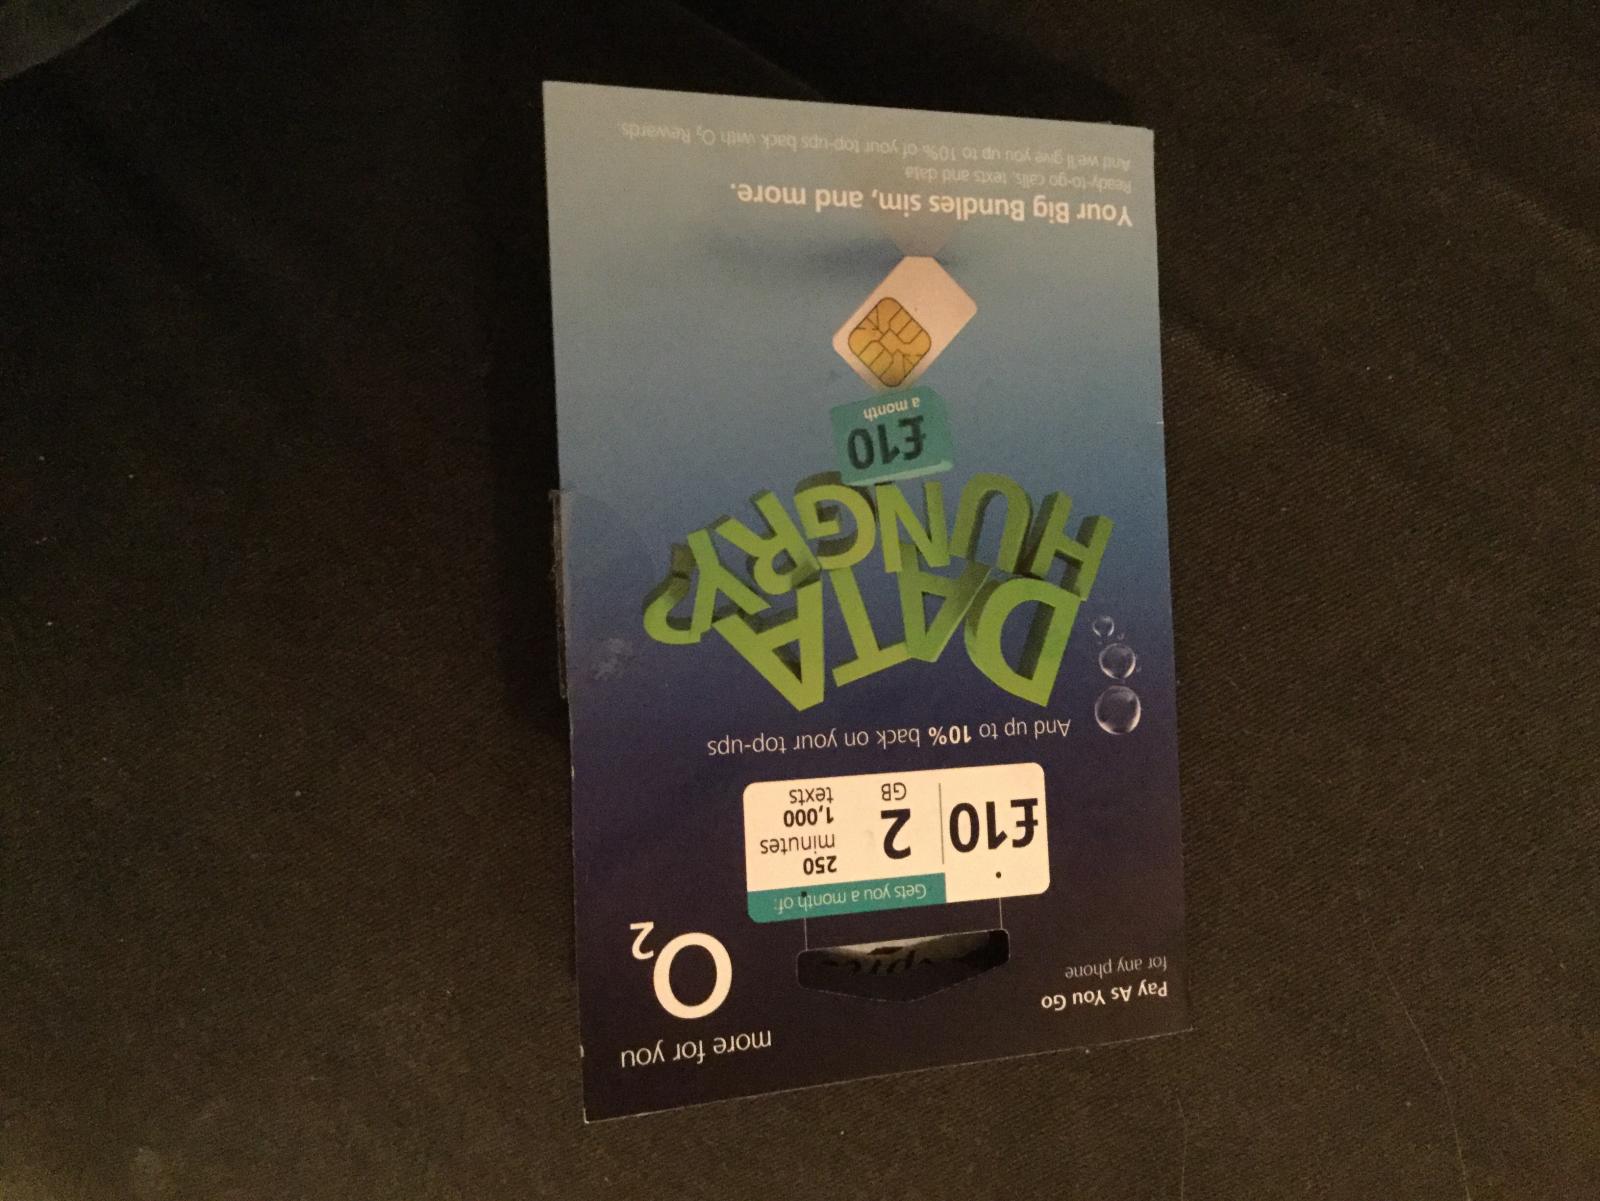 more for you
O2
Pay As You Go
for any phone
Gets you a month of:
£10
2
GB
250
minutes
1,000
texts
And up to 10% back on your top-ups
DATA
HUNGRY?
£10
a month
Your Big Bundles sim, and more.
Ready-to-go calls, texts and data
And we'll give you up to 10% of your top-ups back with O2 Rewards.